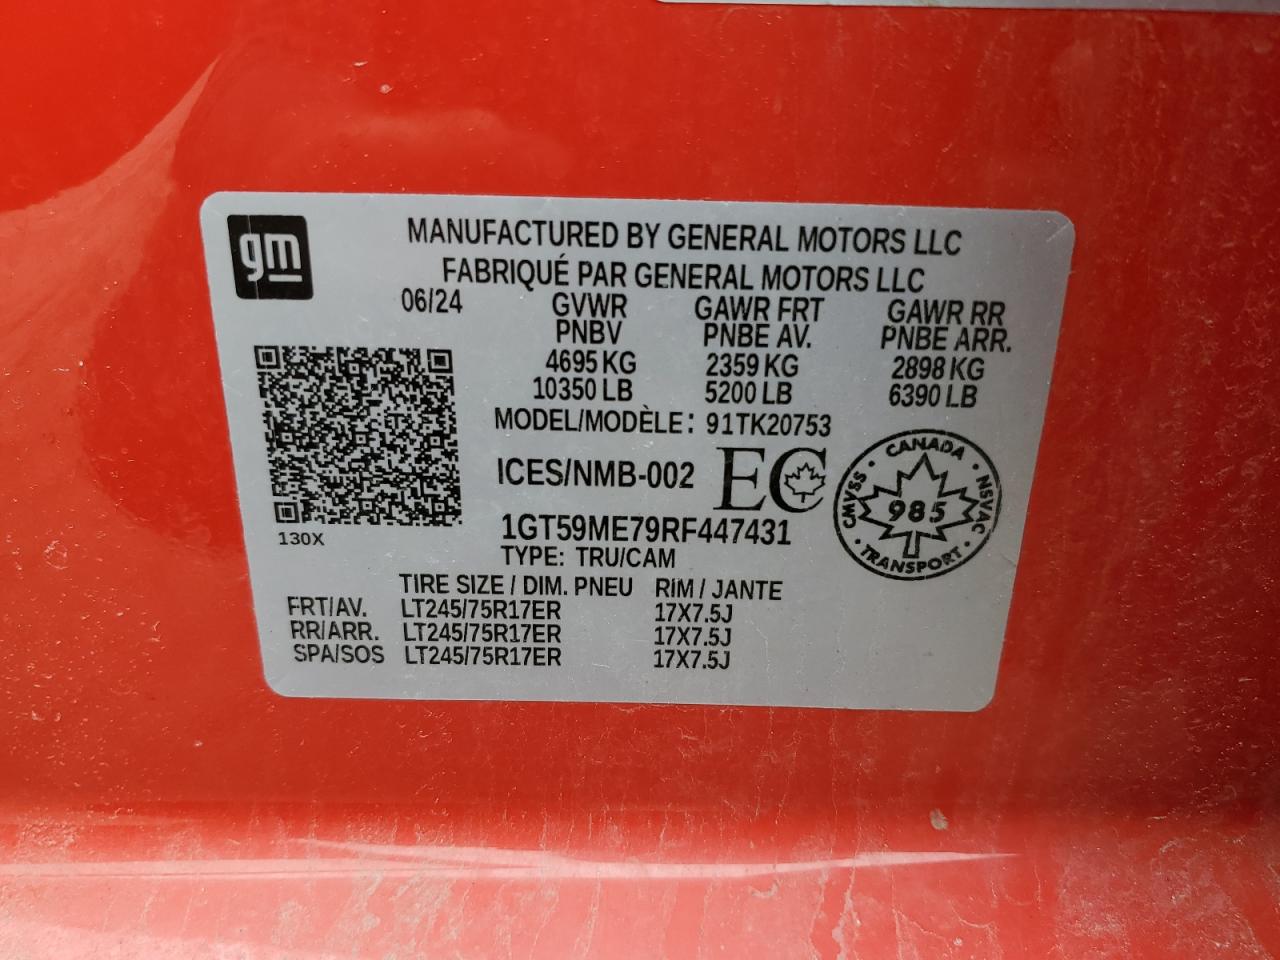 gm
MANUFACTURED BY GENERAL MOTORS LLC
FABRIQUÉ PAR GENERAL MOTORS LLC
06/24 GVWR GAWR FRT GAWR RR
PNBV PNBE AV. PNBE ARR.
4695 KG 2359 KG 2898 KG
10350 LB 5200 LB 6390 LB
MODEL/MODÈLE: 91TK20753
ICES/NMB-002 EC
CANADA
CMVSS 985 NSVAC
TRANSPORT
1GT59ME79RF447431
130X
TYPE: TRU/CAM
TIRE SIZE / DIM. PNEU RIM / JANTE
FRT/AV. LT245/75R17ER 17X7.5J
RR/ARR. LT245/75R17ER 17X7.5J
SPA/SOS LT245/75R17ER 17X7.5J